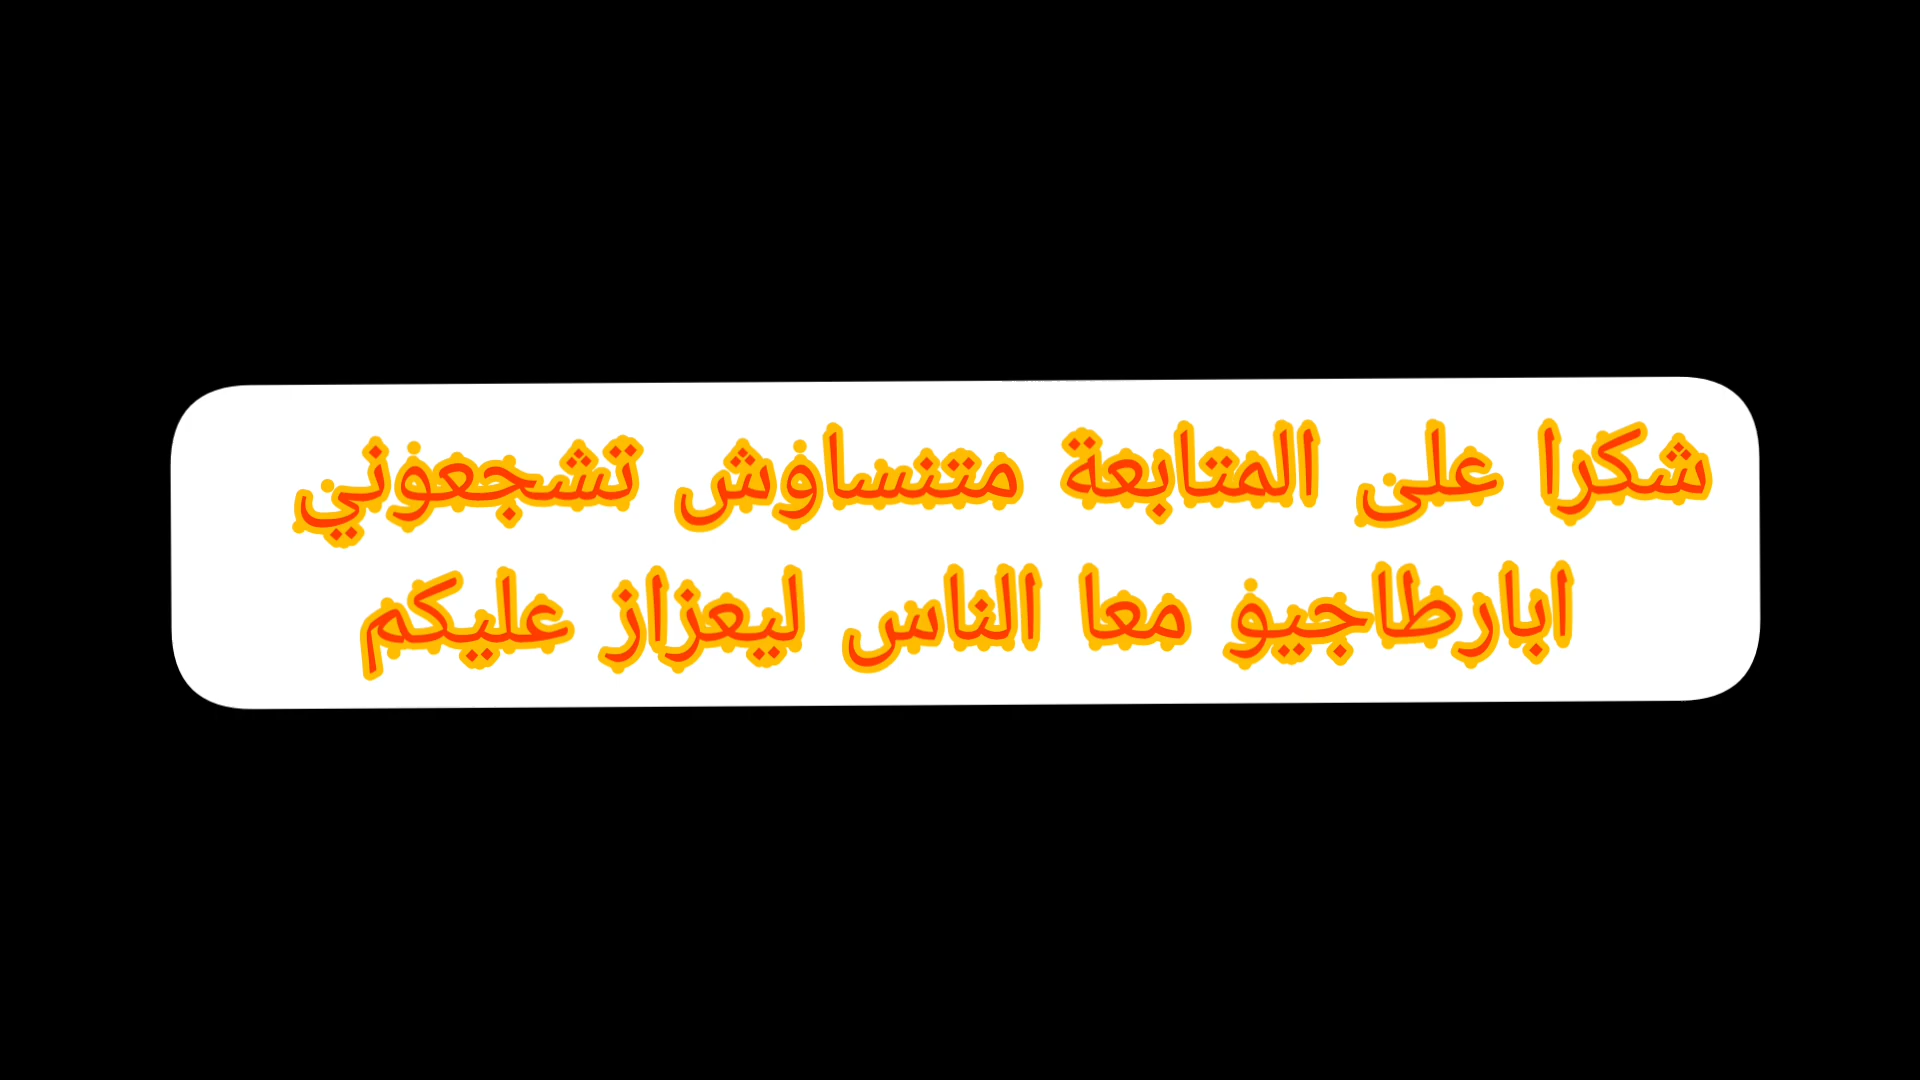 شكرا على المتابعة متنساوش تشجعوني
ابارطاجيو معا الناس ليعزاز عليكم